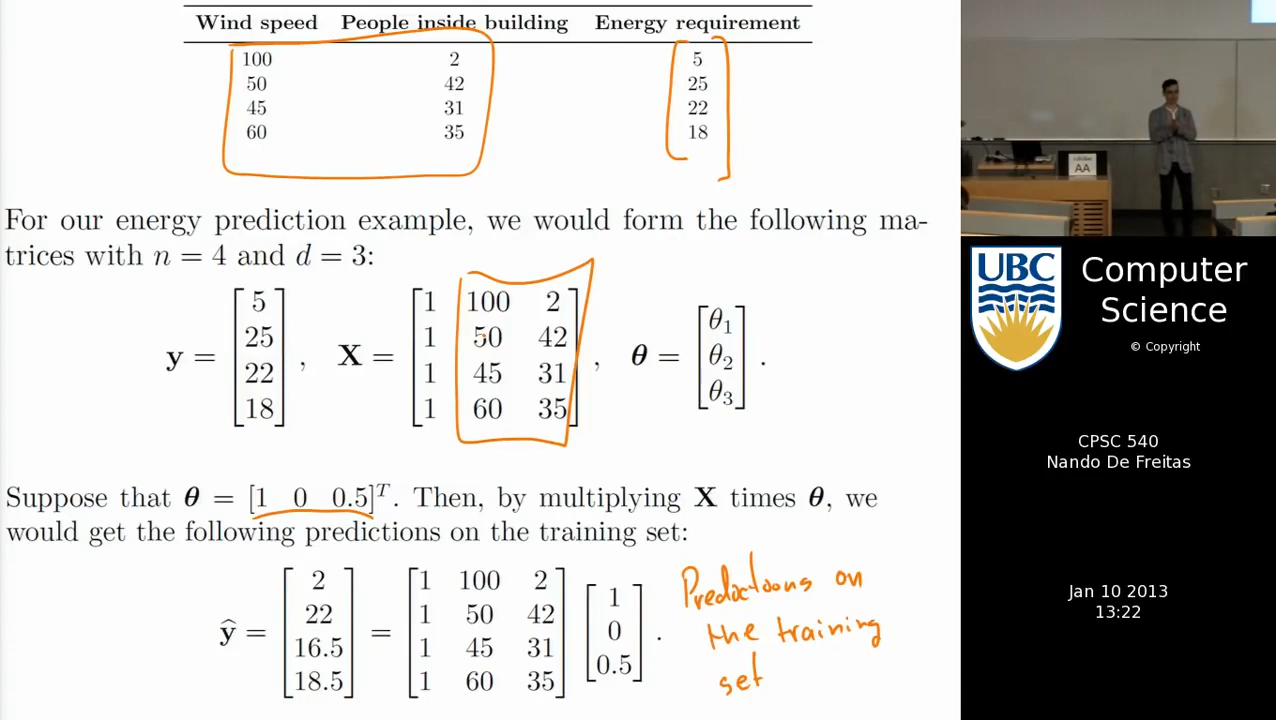 Wind speed People inside building Energy requirement
100 2 5
50 42 25
45 31 22
60 35 18
For our energy prediction example, we would form the following ma-
trices with n = 4 and d = 3:
y = [5 25 22 18], X = [1 100 2; 1 50 42; 1 45 31; 1 60 35], θ = [θ1 θ2 θ3].
Suppose that θ = [1 0 0.5]^T. Then, by multiplying X times θ, we
would get the following predictions on the training set:
ŷ = [2 22 16.5 18.5] = [1 100 2; 1 50 42; 1 45 31; 1 60 35] [1 0 0.5].
Predictions on
the training
set
AA
UBC
Computer
Science
© Copyright
CPSC 540
Nando De Freitas
Jan 10 2013
13:22